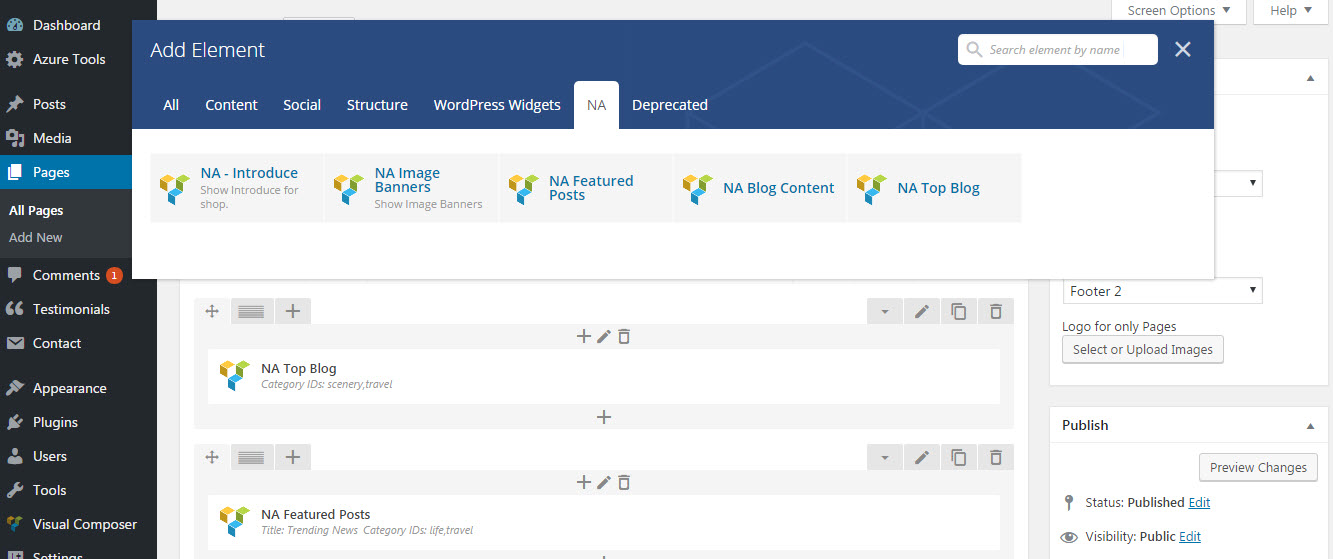 Dashboard
Azure Tools
Posts
Media
Pages
All Pages
Add New
Comments 1
Testimonials
Contact
Appearance
Plugins
Users
Tools
Visual Composer
Settings
Screen Options
Help
Add Element
Search element by name
All Content Social Structure WordPress Widgets NA Deprecated
NA - Introduce
Show Introduce for
shop.
NA Image
Banners
Show Image Banners
NA Featured
Posts
NA Blog Content
NA Top Blog
NA Top Blog
Category IDs: scenery,travel
NA Featured Posts
Title: Trending News Category IDs: life,travel
Footer 2
Logo for only Pages
Select or Upload Images
Publish
Preview Changes
Status: Published Edit
Visibility: Public Edit